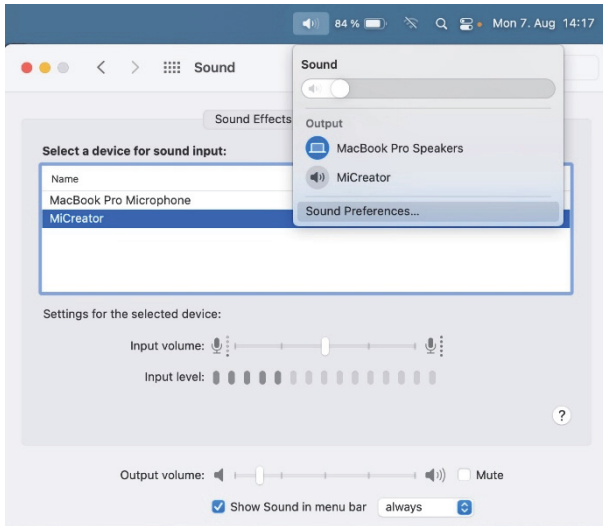 84 %
Mon 7. Aug 14:17
Sound
Sound
Sound Effects
Output
MacBook Pro Speakers
MiCreator
Sound Preferences...
Select a device for sound input:
Name
MacBook Pro Microphone
MiCreator
Settings for the selected device:
Input volume:
Input level:
?
Output volume:
Mute
Show Sound in menu bar
always